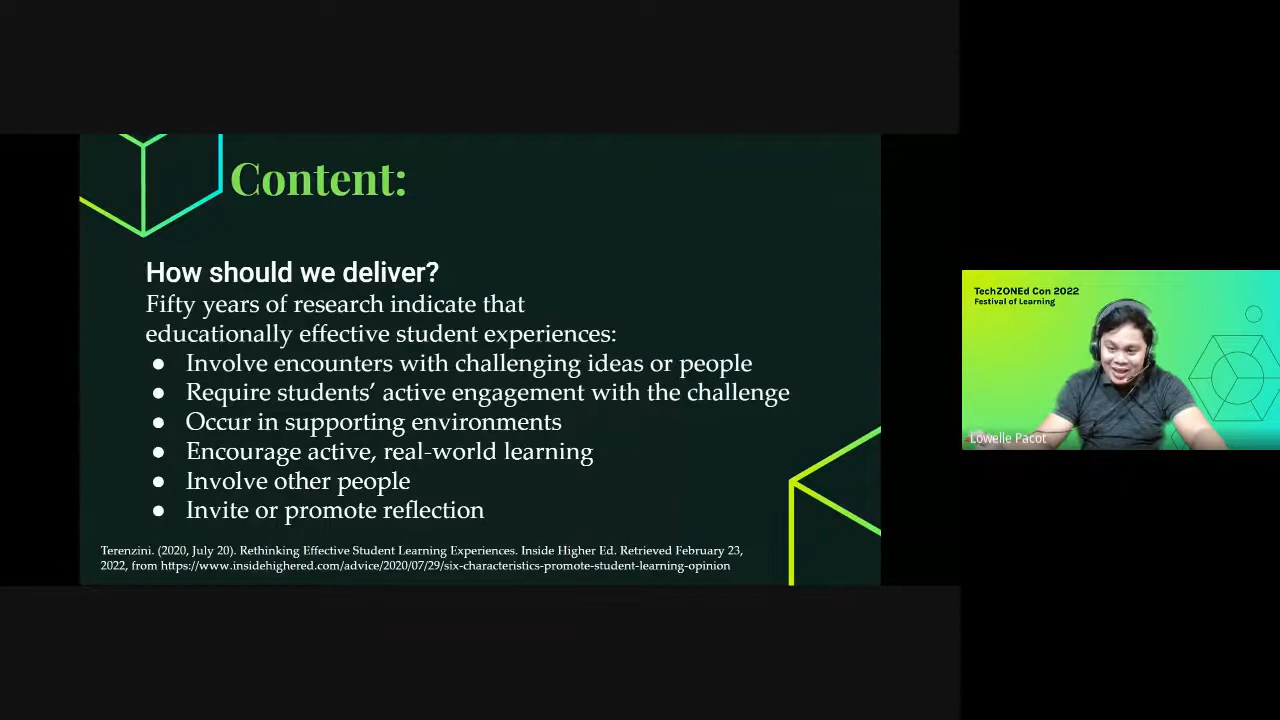 Content:
How should we deliver?
Fifty years of research indicate that
educationally effective student experiences:
● Involve encounters with challenging ideas or people
● Require students’ active engagement with the challenge
● Occur in supporting environments
● Encourage active, real-world learning
● Involve other people
● Invite or promote reflection
Terenzini. (2020, July 20). Rethinking Effective Student Learning Experiences. Inside Higher Ed. Retrieved February 23,
2022, from https://www.insidehighered.com/advice/2020/07/29/six-characteristics-promote-student-learning-opinion
TechZONEd Con 2022
Festival of Learning
Lowelle Pacot